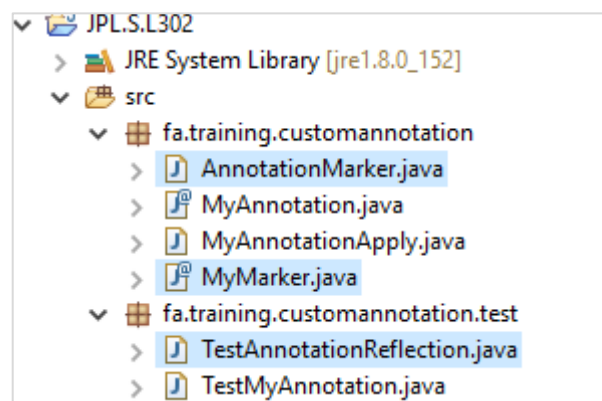 JPL.S.L302
JRE System Library [jre1.8.0_152]
src
fa.training.customannotation
AnnotationMarker.java
MyAnnotation.java
MyAnnotationApply.java
MyMarker.java
fa.training.customannotation.test
TestAnnotationReflection.java
TestMyAnnotation.java